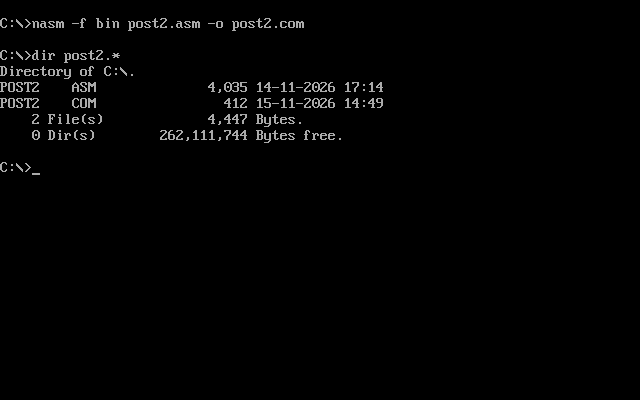 C:\>nasm -f bin post2.asm -o post2.com
C:\>dir post2.*
Directory of C:\.
POST2    ASM              4,035 14-11-2026 17:14
POST2    COM                412 15-11-2026 14:49
    2 File(s)             4,447 Bytes.
    0 Dir(s)        262,111,744 Bytes free.
C:\>_